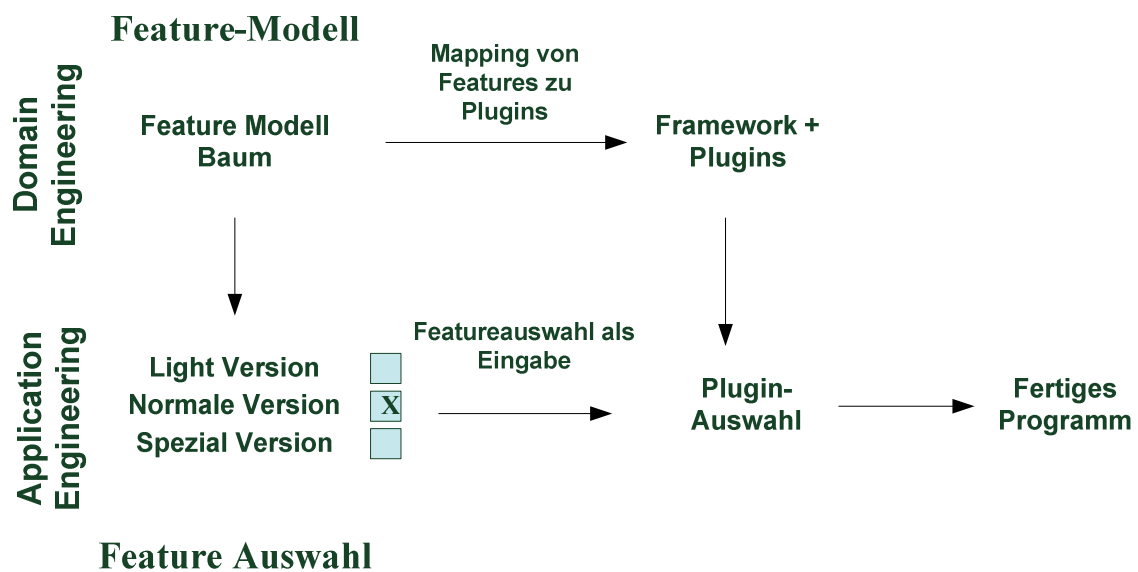 Feature-Modell
Domain
Engineering
Feature Modell
Baum
Mapping von
Features zu
Plugins
Framework +
Plugins
Application
Engineering
Light Version
Normale Version X
Spezial Version
Featureauswahl als
Eingabe
Plugin-
Auswahl
Fertiges
Programm
Feature Auswahl